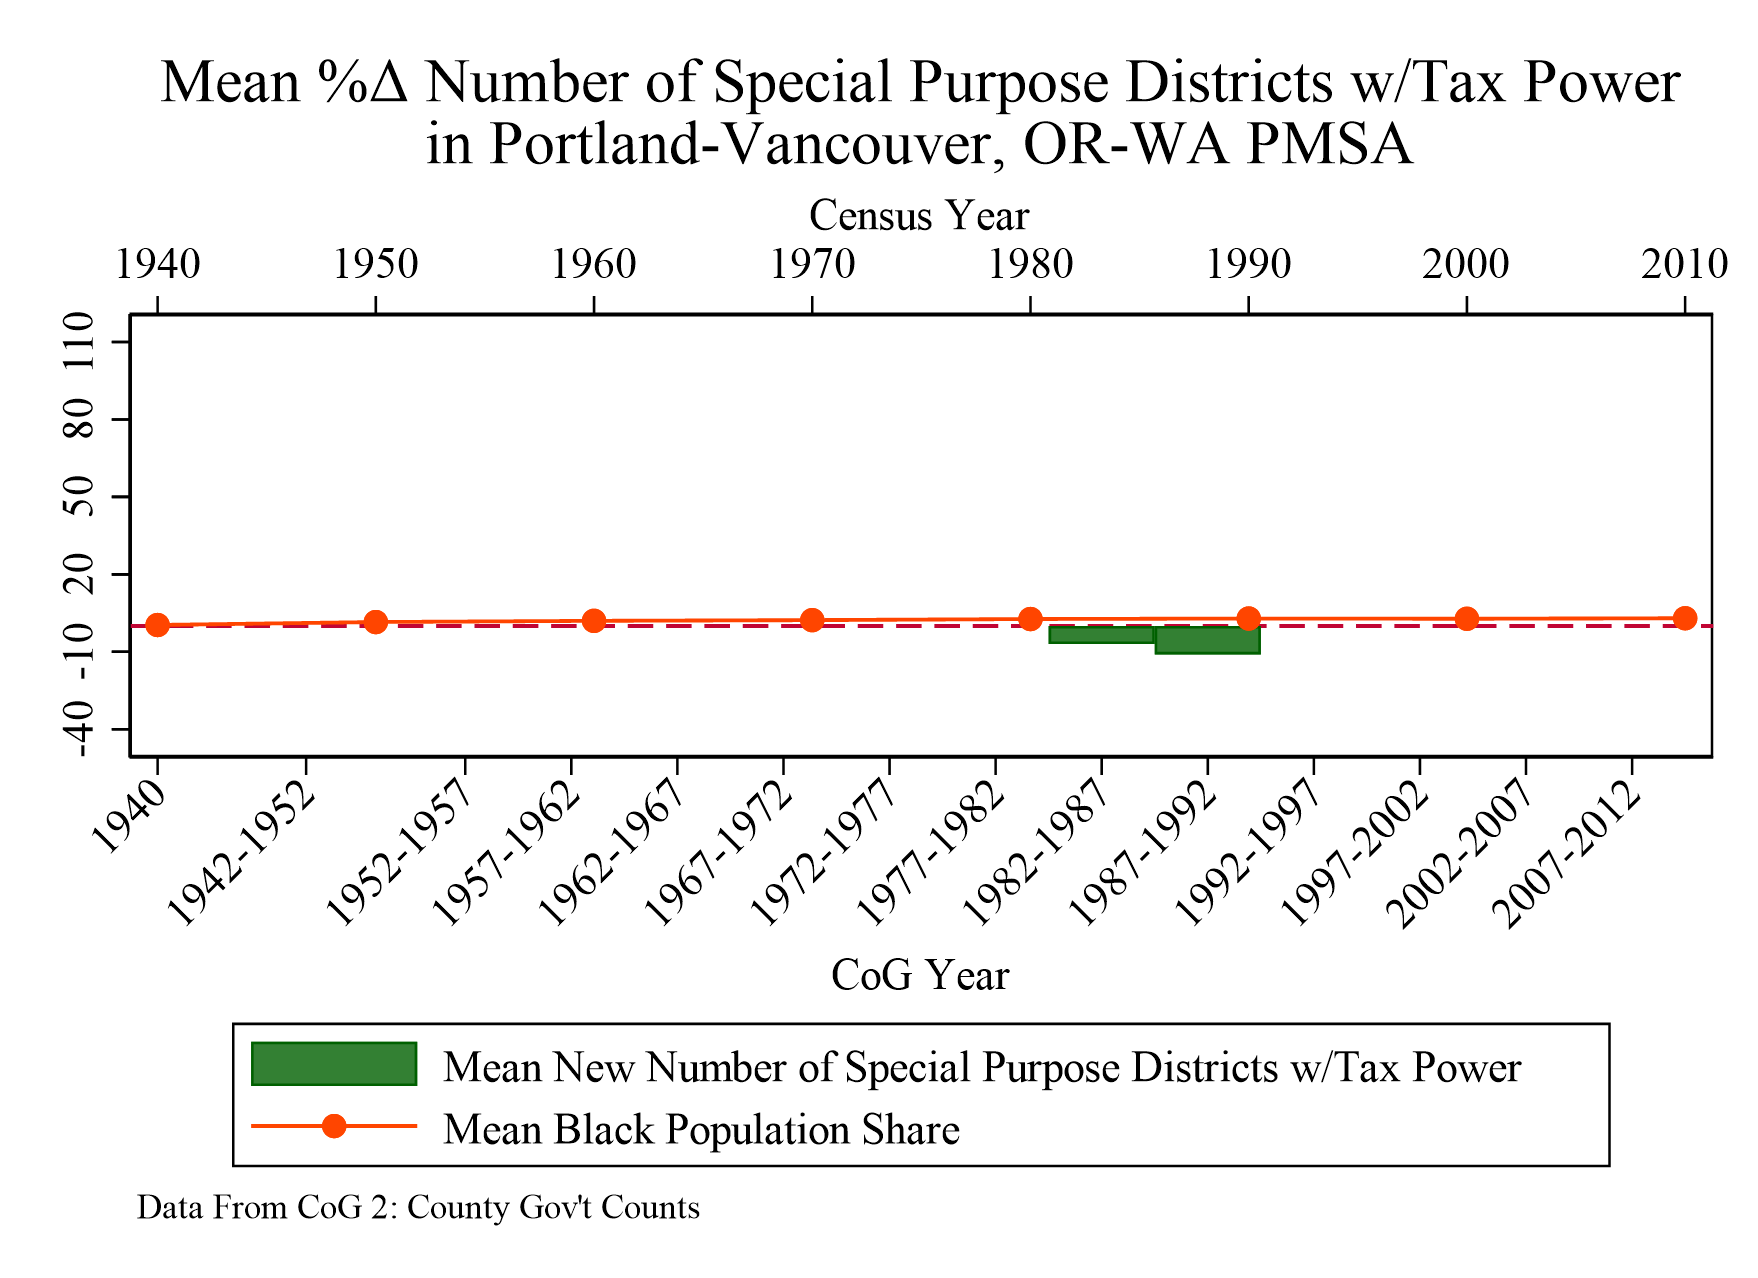 Mean %Δ Number of Special Purpose Districts w/Tax Power
in Portland-Vancouver, OR-WA PMSA
Census Year
1940 1950 1960 1970 1980 1990 2000 2010
110
80
50
20
-10
-40
1940
1942-1952
1952-1957
1957-1962
1962-1967
1967-1972
1972-1977
1977-1982
1982-1987
1987-1992
1992-1997
1997-2002
2002-2007
2007-2012
CoG Year
Mean New Number of Special Purpose Districts w/Tax Power
Mean Black Population Share
Data From CoG 2: County Gov't Counts